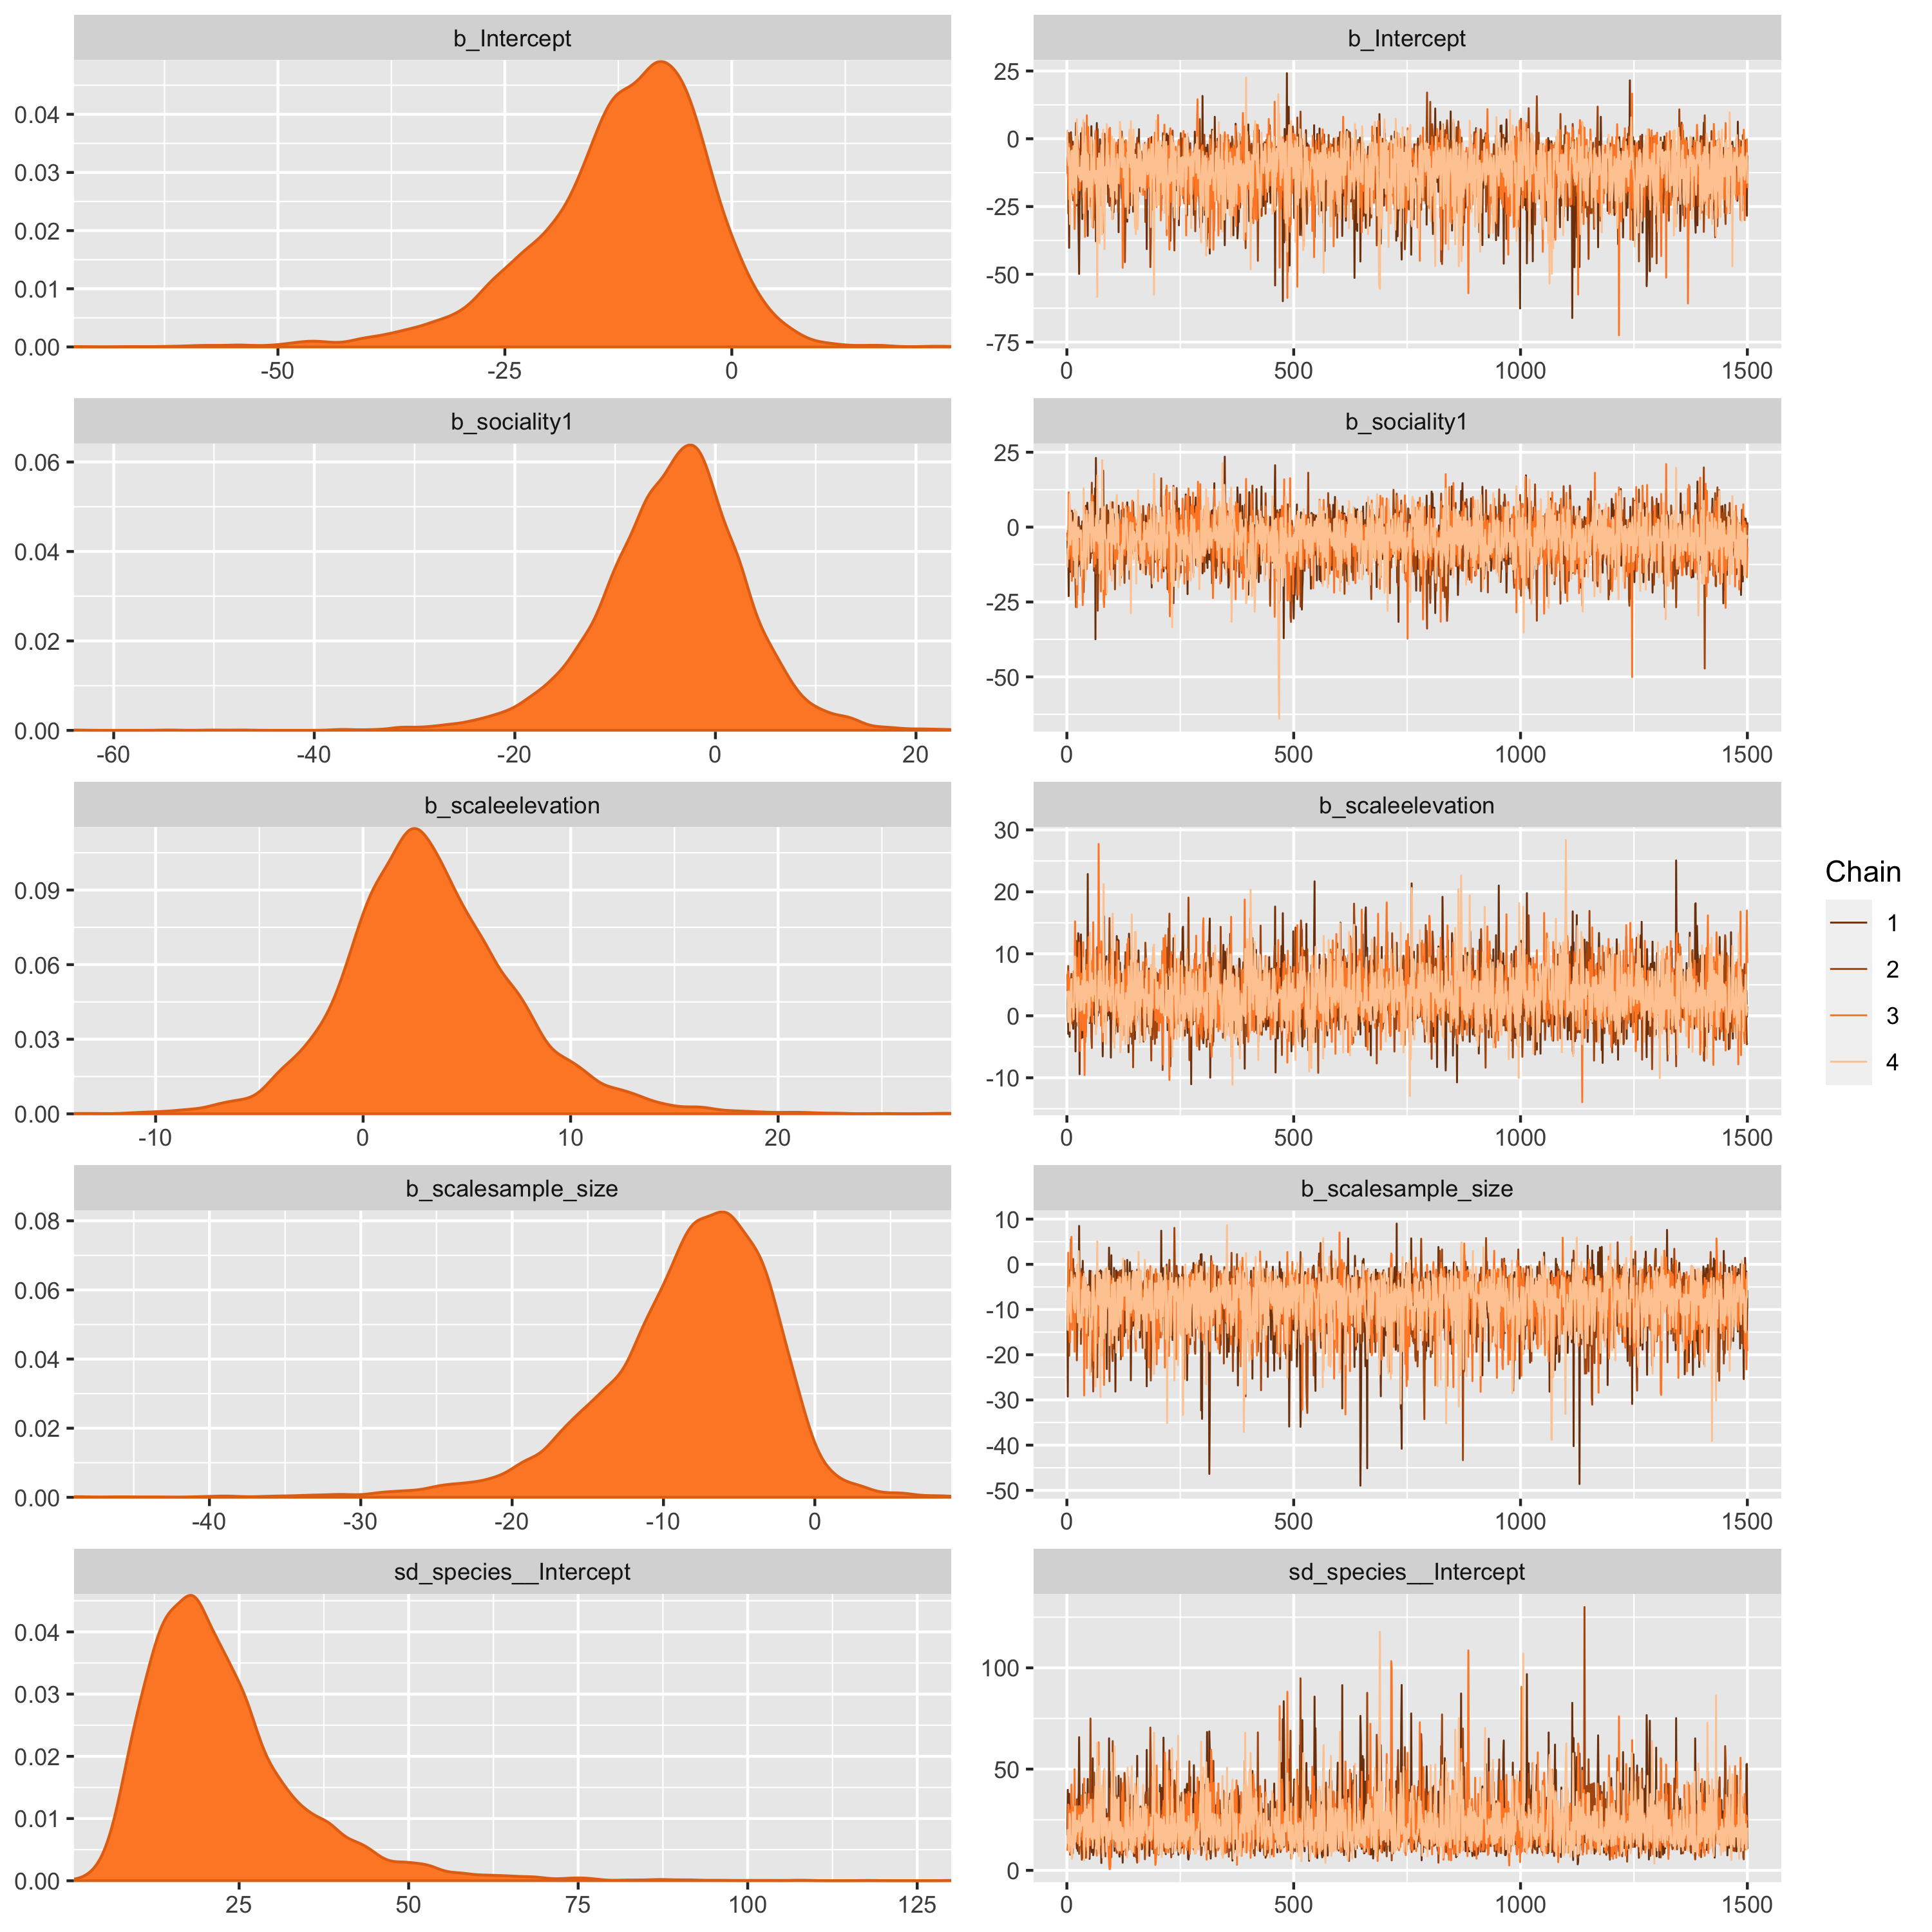 b_Intercept
0.04
0.03
0.02
0.01
0.00
-50 -25 0
b_Intercept
25
0
-25
-50
-75
0 500 1000 1500
b_sociality1
0.06
0.04
0.02
0.00
-60 -40 -20 0 20
b_sociality1
25
0
-25
-50
0 500 1000 1500
b_scaleelevation
0.09
0.06
0.03
0.00
-10 0 10 20
b_scaleelevation
30
20
10
0
-10
0 500 1000 1500
b_scalesample_size
0.08
0.06
0.04
0.02
0.00
-40 -30 -20 -10 0
b_scalesample_size
10
0
-10
-20
-30
-40
-50
0 500 1000 1500
sd_species__Intercept
0.04
0.03
0.02
0.01
0.00
25 50 75 100 125
sd_species__Intercept
100
50
0
0 500 1000 1500
Chain
1
2
3
4